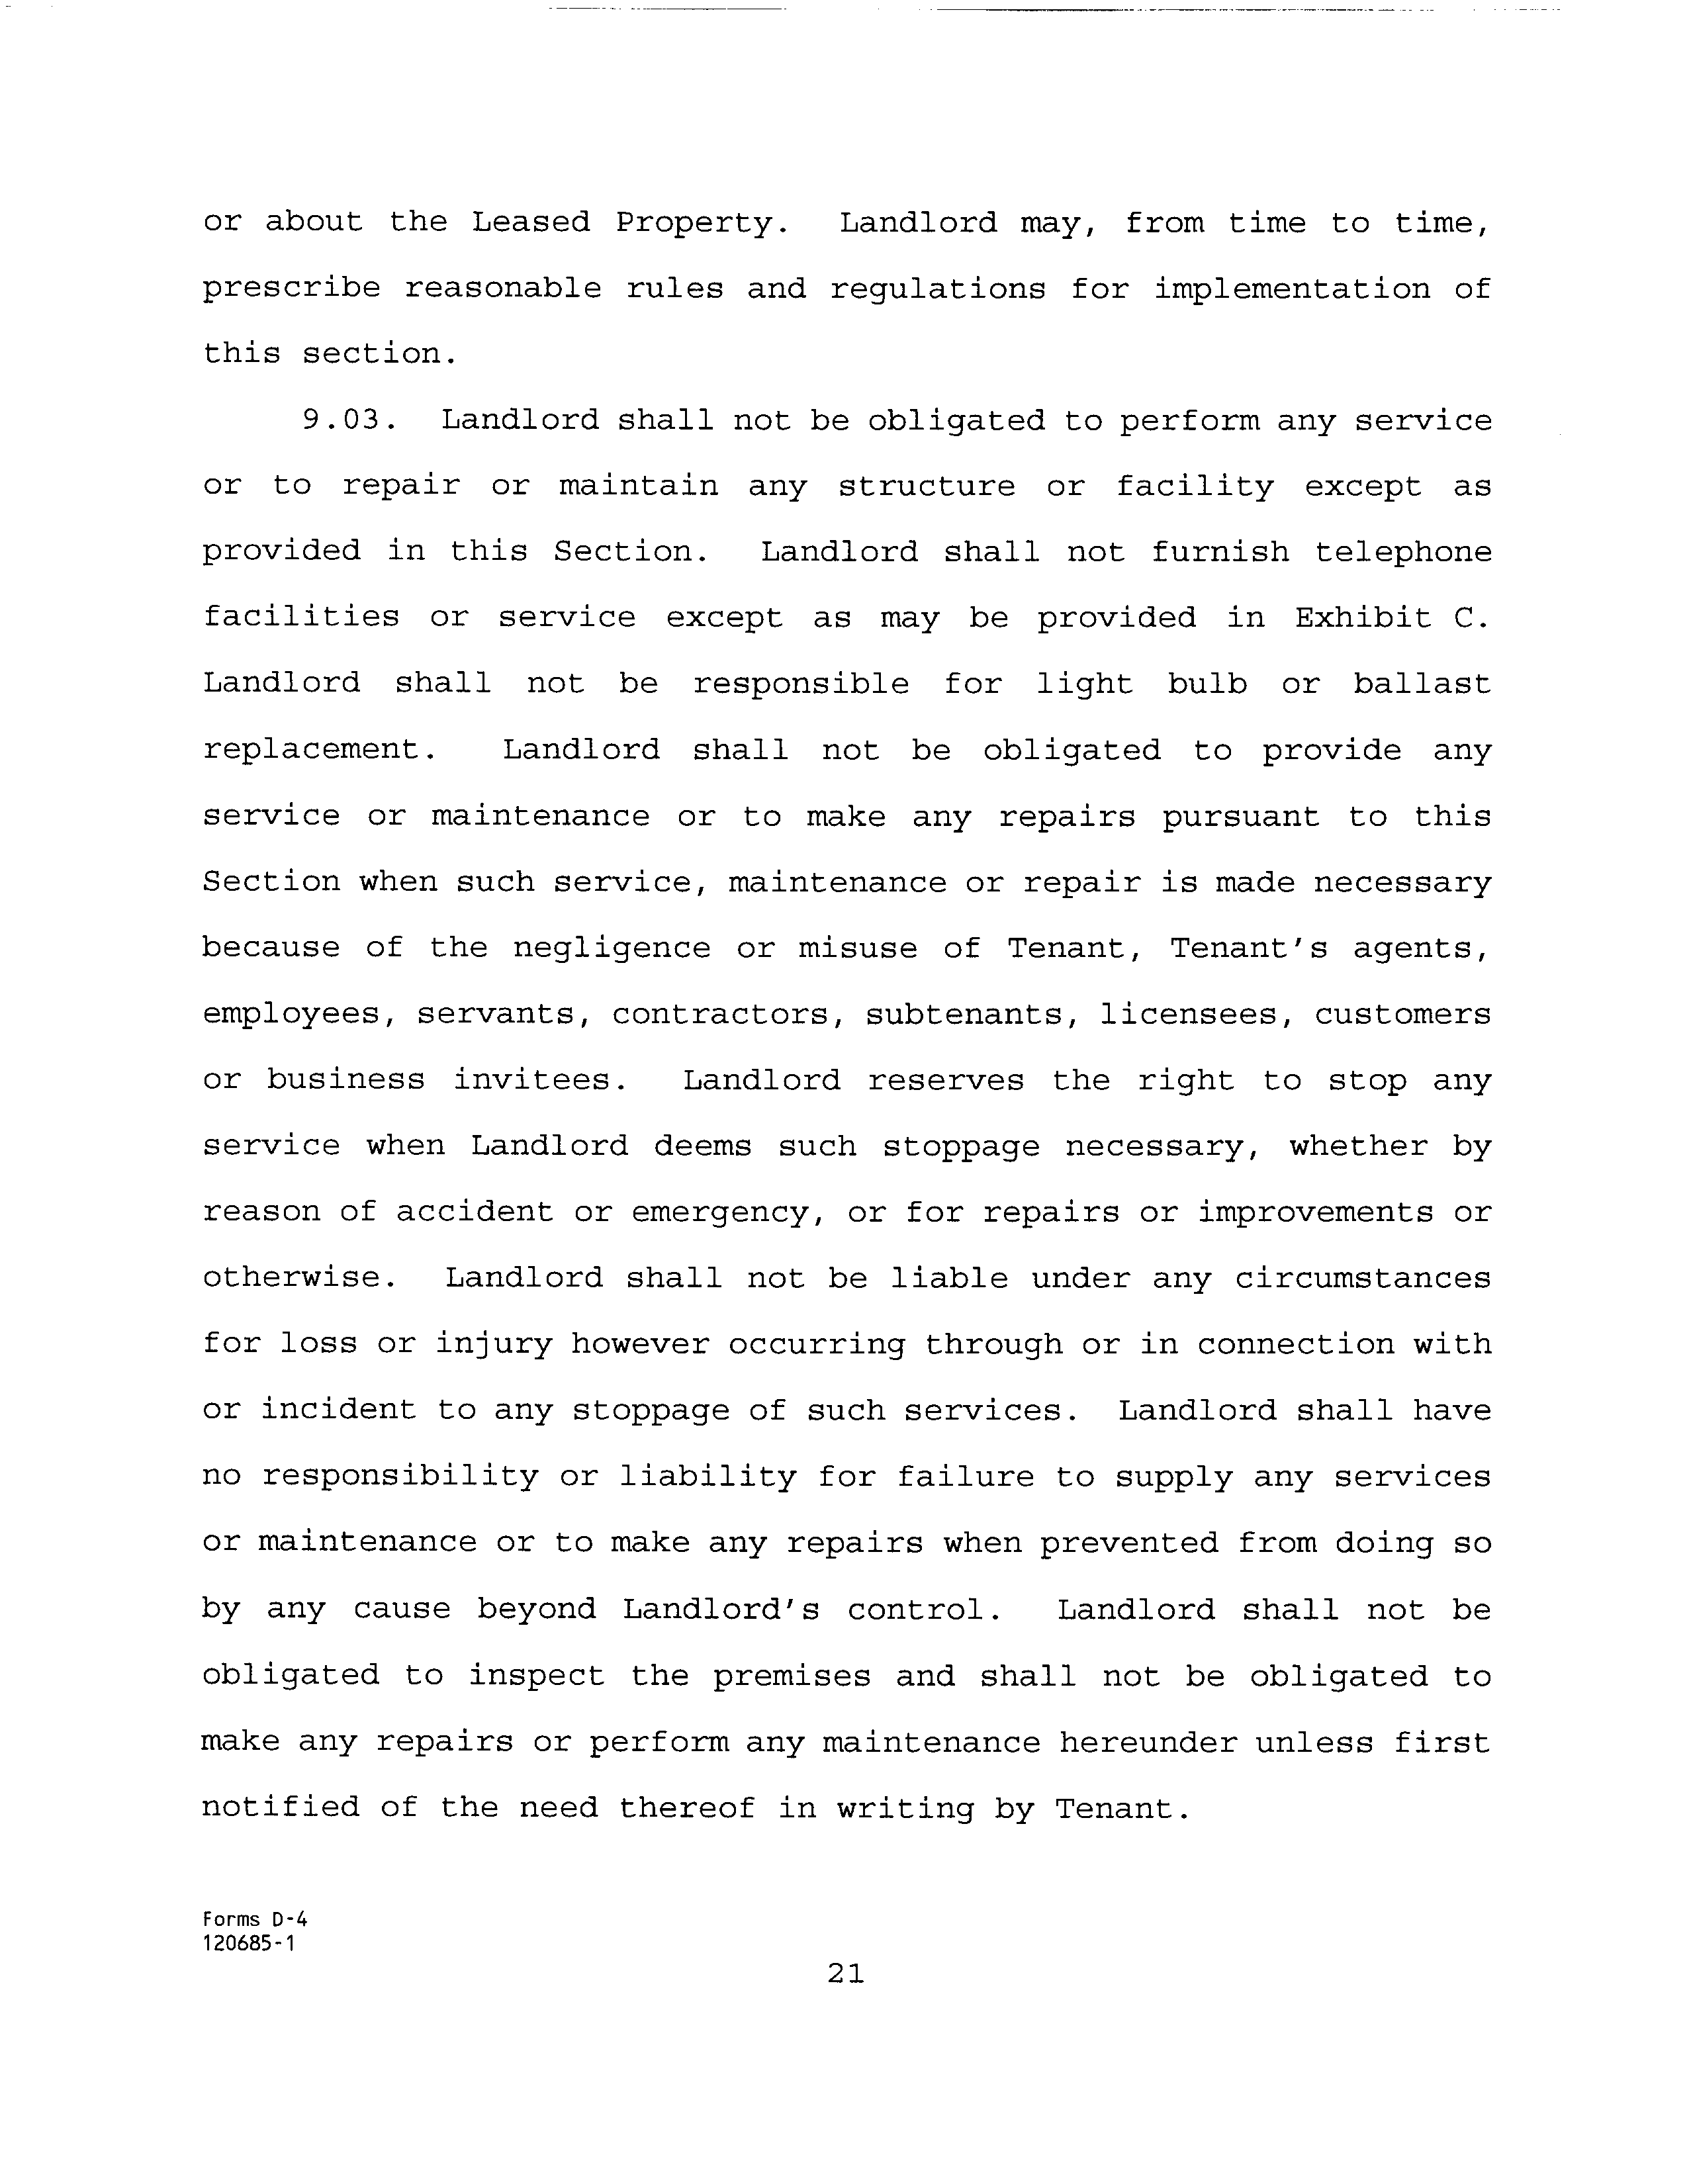 or about the Leased Property. Landlord may, from time to time,
prescribe reasonable rules and regulations for implementation of
this section.
9.03. Landlord shall not be obligated to perform any service
or to repair or maintain any structure or facility except as
provided in this Section. Landlord shall not furnish telephone
facilities or service except as may be provided in Exhibit C.
Landlord shall not be responsible for light bulb or ballast
replacement. Landlord shall not be obligated to provide any
service or maintenance or to make any repairs pursuant to this
Section when such service, maintenance or repair is made necessary
because of the negligence or misuse of Tenant, Tenant's agents,
employees, servants, contractors, subtenants, licensees, customers
or business invitees. Landlord reserves the right to stop any
service when Landlord deems such stoppage necessary, whether by
reason of accident or emergency, or for repairs or improvements or
otherwise. Landlord shall not be liable under any circumstances
for loss or injury however occurring through or in connection with
or incident to any stoppage of such services. Landlord shall have
no responsibility or liability for failure to supply any services
or maintenance or to make any repairs when prevented from doing so
by any cause beyond Landlord's control. Landlord shall not be
obligated to inspect the premises and shall not be obligated to
make any repairs or perform any maintenance hereunder unless first
notified of the need thereof in writing by Tenant.
Forms D-4
120685-1
21